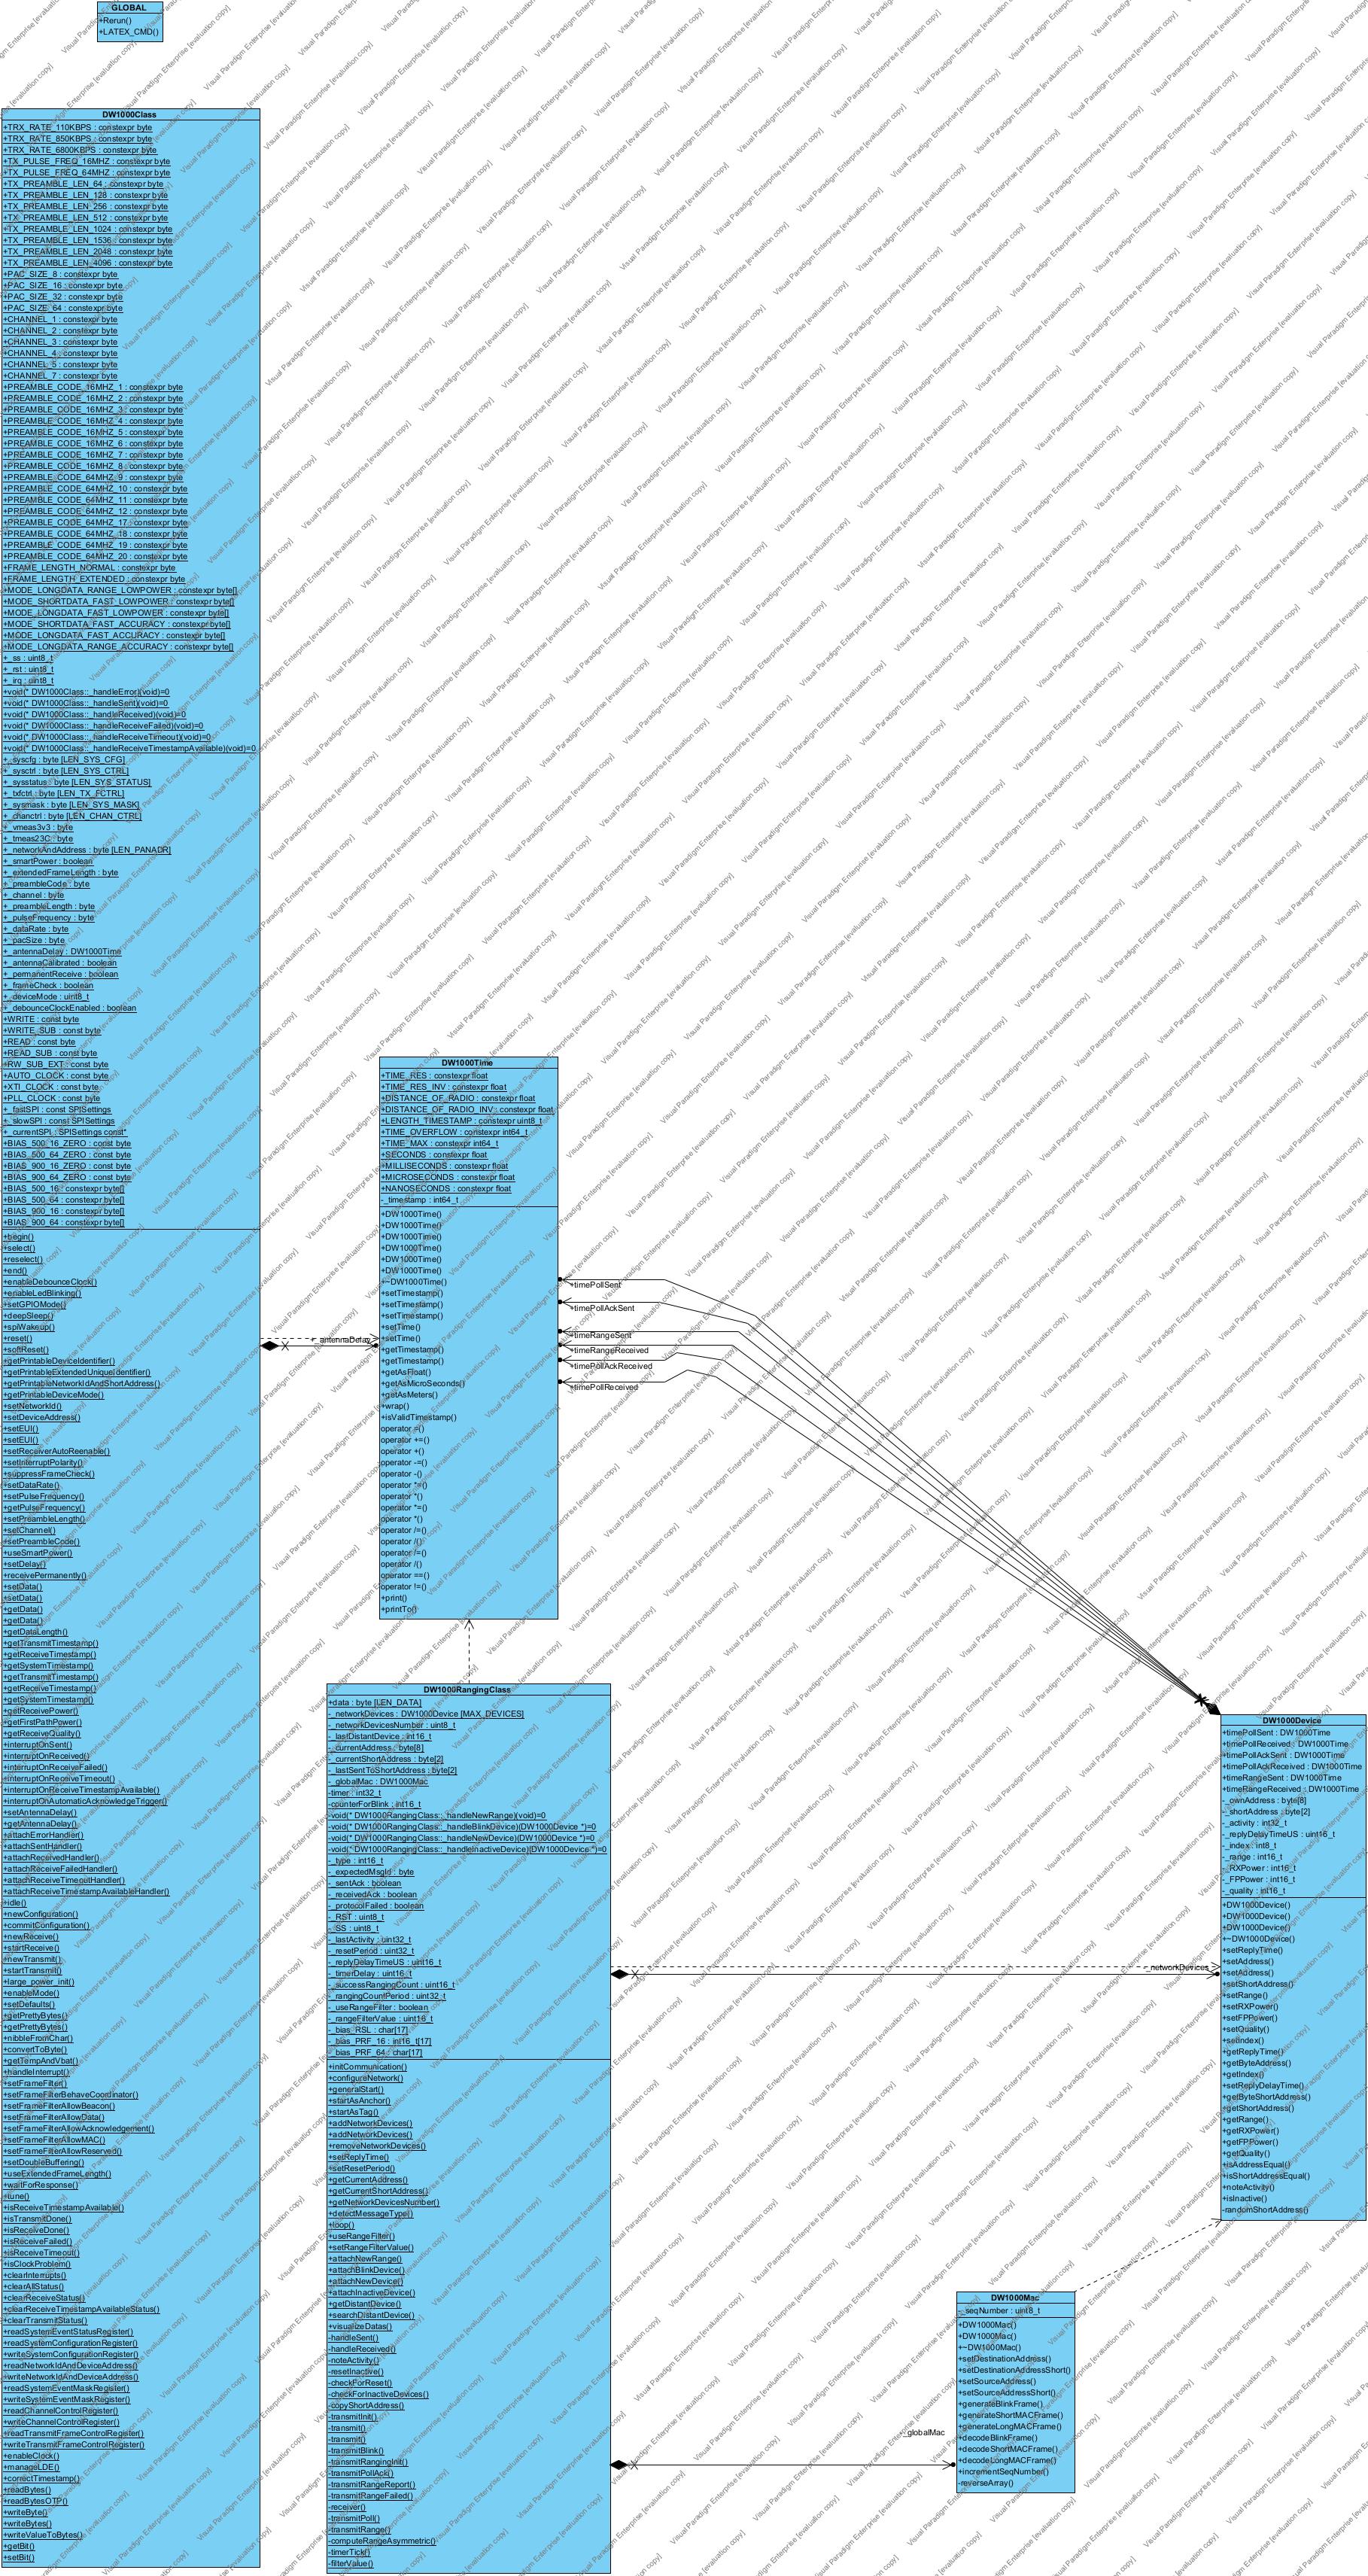 GLOBAL
+Rerun()
+LATEX_CMD()
DW1000Class
+TRX_RATE_110KBPS : constexpr byte
+TRX_RATE_850KBPS : constexpr byte
+TRX_RATE_6800KBPS : constexpr byte
+TX_PULSE_FREQ_16MHZ : constexpr byte
+TX_PULSE_FREQ_64MHZ : constexpr byte
+TX_PREAMBLE_LEN_64 : constexpr byte
+TX_PREAMBLE_LEN_128 : constexpr byte
+TX_PREAMBLE_LEN_256 : constexpr byte
+TX_PREAMBLE_LEN_512 : constexpr byte
+TX_PREAMBLE_LEN_1024 : constexpr byte
+TX_PREAMBLE_LEN_1536 : constexpr byte
+TX_PREAMBLE_LEN_2048 : constexpr byte
+TX_PREAMBLE_LEN_4096 : constexpr byte
+PAC_SIZE_8 : constexpr byte
+PAC_SIZE_16 : constexpr byte
+PAC_SIZE_32 : constexpr byte
+PAC_SIZE_64 : constexpr byte
+CHANNEL_1 : constexpr byte
+CHANNEL_2 : constexpr byte
+CHANNEL_3 : constexpr byte
+CHANNEL_4 : constexpr byte
+CHANNEL_5 : constexpr byte
+CHANNEL_7 : constexpr byte
+PREAMBLE_CODE_16MHZ_1 : constexpr byte
+PREAMBLE_CODE_16MHZ_2 : constexpr byte
+PREAMBLE_CODE_16MHZ_3 : constexpr byte
+PREAMBLE_CODE_16MHZ_4 : constexpr byte
+PREAMBLE_CODE_16MHZ_5 : constexpr byte
+PREAMBLE_CODE_16MHZ_6 : constexpr byte
+PREAMBLE_CODE_16MHZ_7 : constexpr byte
+PREAMBLE_CODE_16MHZ_8 : constexpr byte
+PREAMBLE_CODE_64MHZ_9 : constexpr byte
+PREAMBLE_CODE_64MHZ_10 : constexpr byte
+PREAMBLE_CODE_64MHZ_11 : constexpr byte
+PREAMBLE_CODE_64MHZ_12 : constexpr byte
+PREAMBLE_CODE_64MHZ_17 : constexpr byte
+PREAMBLE_CODE_64MHZ_18 : constexpr byte
+PREAMBLE_CODE_64MHZ_19 : constexpr byte
+PREAMBLE_CODE_64MHZ_20 : constexpr byte
+FRAME_LENGTH_NORMAL : constexpr byte
+FRAME_LENGTH_EXTENDED : constexpr byte
+MODE_LONGDATA_RANGE_LOWPOWER : constexpr byte[]
+MODE_SHORTDATA_FAST_LOWPOWER : constexpr byte[]
+MODE_LONGDATA_FAST_LOWPOWER : constexpr byte[]
+MODE_SHORTDATA_FAST_ACCURACY : constexpr byte[]
+MODE_LONGDATA_FAST_ACCURACY : constexpr byte[]
+MODE_LONGDATA_RANGE_ACCURACY : constexpr byte[]
+_ss : uint8_t
+_rst : uint8_t
+_irq : uint8_t
+void(* DW1000Class::_handleError)(void)=0
+void(* DW1000Class::_handleSent)(void)=0
+void(* DW1000Class::_handleReceived)(void)=0
+void(* DW1000Class::_handleReceiveFailed)(void)=0
+void(* DW1000Class::_handleReceiveTimeout)(void)=0
+void(* DW1000Class::_handleReceiveTimestampAvailable)(void)=0
+_syscfg : byte [LEN_SYS_CFG]
+_sysctrl : byte [LEN_SYS_CTRL]
+_sysstatus : byte [LEN_SYS_STATUS]
+_txfctrl : byte [LEN_TX_FCTRL]
+_sysmask : byte [LEN_SYS_MASK]
+_chanctrl : byte [LEN_CHAN_CTRL]
+_vmeas3v3 : byte
+_tmeas23C : byte
+_networkAndAddress : byte [LEN_PANADR]
+_smartPower : boolean
+_extendedFrameLength : byte
+_preambleCode : byte
+_channel : byte
+_preambleLength : byte
+_pulseFrequency : byte
+_dataRate : byte
+_pacSize : byte
+_antennaDelay : DW1000Time
+_antennaCalibrated : boolean
+_permanentReceive : boolean
+_frameCheck : boolean
+_deviceMode : uint8_t
+_debounceClockEnabled : boolean
+WRITE : const byte
+WRITE_SUB : const byte
+READ : const byte
+READ_SUB : const byte
+RW_SUB_EXT : const byte
+AUTO_CLOCK : const byte
+XTI_CLOCK : const byte
+PLL_CLOCK : const byte
+_fastSPI : const SPISettings
+_slowSPI : const SPISettings
+_currentSPI : SPISettings const*
+BIAS_500_16_ZERO : const byte
+BIAS_500_64_ZERO : const byte
+BIAS_900_16_ZERO : const byte
+BIAS_900_64_ZERO : const byte
+BIAS_500_16 : constexpr byte[]
+BIAS_500_64 : constexpr byte[]
+BIAS_900_16 : constexpr byte[]
+BIAS_900_64 : constexpr byte[]
+begin()
+select()
+reselect()
+end()
+enableDebounceClock()
+enableLedBlinking()
+setGPIOMode()
+deepSleep()
+spiWakeup()
+reset()
+softReset()
+getPrintableDeviceIdentifier()
+getPrintableExtendedUniqueIdentifier()
+getPrintableNetworkIdAndShortAddress()
+getPrintableDeviceMode()
+setNetworkId()
+setDeviceAddress()
+setEUI()
+setEUI()
+setReceiverAutoReenable()
+setInterruptPolarity()
+suppressFrameCheck()
+setDataRate()
+setPulseFrequency()
+getPulseFrequency()
+setPreambleLength()
+setChannel()
+setPreambleCode()
+useSmartPower()
+setDelay()
+receivePermanently()
+setData()
+setData()
+getData()
+getData()
+getDataLength()
+getTransmitTimestamp()
+getReceiveTimestamp()
+getSystemTimestamp()
+getTransmitTimestamp()
+getReceiveTimestamp()
+getSystemTimestamp()
+getReceivePower()
+getFirstPathPower()
+getReceiveQuality()
+interruptOnSent()
+interruptOnReceived()
+interruptOnReceiveFailed()
+interruptOnReceiveTimeout()
+interruptOnReceiveTimestampAvailable()
+interruptOnAutomaticAcknowledgeTrigger()
+setAntennaDelay()
+getAntennaDelay()
+attachErrorHandler()
+attachSentHandler()
+attachReceivedHandler()
+attachReceiveFailedHandler()
+attachReceiveTimeoutHandler()
+attachReceiveTimestampAvailableHandler()
+idle()
+newConfiguration()
+commitConfiguration()
+newReceive()
+startReceive()
+newTransmit()
+startTransmit()
+large_power_init()
+enableMode()
+setDefaults()
+getPrettyBytes()
+getPrettyBytes()
+nibbleFromChar()
+convertToByte()
+getTempAndVbat()
+handleInterrupt()
+setFrameFilter()
+setFrameFilterBehaveCoordinator()
+setFrameFilterAllowBeacon()
+setFrameFilterAllowData()
+setFrameFilterAllowAcknowledgement()
+setFrameFilterAllowMAC()
+setFrameFilterAllowReserved()
+setDoubleBuffering()
+useExtendedFrameLength()
+waitForResponse()
+tune()
+isReceiveTimestampAvailable()
+isTransmitDone()
+isReceiveDone()
+isReceiveFailed()
+isReceiveTimeout()
+isClockProblem()
+clearInterrupts()
+clearAllStatus()
+clearReceiveStatus()
+clearReceiveTimestampAvailableStatus()
+clearTransmitStatus()
+readSystemEventStatusRegister()
+readSystemConfigurationRegister()
+writeSystemConfigurationRegister()
+readNetworkIdAndDeviceAddress()
+writeNetworkIdAndDeviceAddress()
+readSystemEventMaskRegister()
+writeSystemEventMaskRegister()
+readChannelControlRegister()
+writeChannelControlRegister()
+readTransmitFrameControlRegister()
+writeTransmitFrameControlRegister()
+enableClock()
+manageLDE()
+correctTimestamp()
+readBytes()
+readBytesOTP()
+writeByte()
+writeBytes()
+writeValueToBytes()
+getBit()
+setBit()
DW1000Time
+TIME_RES : constexpr float
+TIME_RES_INV : constexpr float
+DISTANCE_OF_RADIO : constexpr float
+DISTANCE_OF_RADIO_INV : constexpr float
+LENGTH_TIMESTAMP : constexpr uint8_t
+TIME_OVERFLOW : constexpr int64_t
+TIME_MAX : constexpr int64_t
+SECONDS : constexpr float
+MILLISECONDS : constexpr float
+MICROSECONDS : constexpr float
+NANOSECONDS : constexpr float
-_timestamp : int64_t
+DW1000Time()
+DW1000Time()
+DW1000Time()
+DW1000Time()
+DW1000Time()
+DW1000Time()
+~DW1000Time()
+setTimestamp()
+setTimestamp()
+setTimestamp()
+setTime()
+setTime()
+getTimestamp()
+getTimestamp()
+getAsFloat()
+getAsMicroSeconds()
+getAsMeters()
+wrap()
+isValidTimestamp()
operator =()
operator +=()
operator +()
operator -=()
operator -()
operator *=()
operator *()
operator *=()
operator *()
operator /=()
operator /()
operator /=()
operator /()
operator ==()
operator !=()
+print()
+printTo()
+_antennaDelay
+timePollSent
+timePollAckSent
+timeRangeSent
+timeRangeReceived
+timePollAckReceived
+timePollReceived
DW1000RangingClass
+data : byte [LEN_DATA]
-_networkDevices : DW1000Device [MAX_DEVICES]
-_networkDevicesNumber : uint8_t
-_lastDistantDevice : int16_t
-_currentAddress : byte[8]
-_currentShortAddress : byte[2]
-_lastSentToShortAddress : byte[2]
-_globalMac : DW1000Mac
-timer : int32_t
-counterForBlink : int16_t
-void(* DW1000RangingClass::_handleNewRange)(void)=0
-void(* DW1000RangingClass::_handleBlinkDevice)(DW1000Device *)=0
-void(* DW1000RangingClass::_handleNewDevice)(DW1000Device *)=0
-void(* DW1000RangingClass::_handleInactiveDevice)(DW1000Device *)=0
-_type : int16_t
-_expectedMsgId : byte
-_sentAck : boolean
-_receivedAck : boolean
-_protocolFailed : boolean
-_RST : uint8_t
-_SS : uint8_t
-_lastActivity : uint32_t
-_resetPeriod : uint32_t
-_replyDelayTimeUS : uint16_t
-_timerDelay : uint16_t
-_successRangingCount : uint16_t
-_rangingCountPeriod : uint32_t
-_useRangeFilter : boolean
-_rangeFilterValue : uint16_t
-_bias_RSL : char[17]
-_bias_PRF_16 : int16_t[17]
-_bias_PRF_64 : char[17]
+initCommunication()
+configureNetwork()
+generalStart()
+startAsAnchor()
+startAsTag()
+addNetworkDevices()
+addNetworkDevices()
+removeNetworkDevices()
+setReplyTime()
+setResetPeriod()
+getCurrentAddress()
+getCurrentShortAddress()
+getNetworkDevicesNumber()
+detectMessageType()
+loop()
+useRangeFilter()
+setRangeFilterValue()
+attachNewRange()
+attachBlinkDevice()
+attachNewDevice()
+attachInactiveDevice()
+getDistantDevice()
+searchDistantDevice()
+visualizeDatas()
-handleSent()
-handleReceived()
-noteActivity()
-resetInactive()
-checkForReset()
-checkForInactiveDevices()
-copyShortAddress()
-transmitInit()
-transmit()
-transmit()
-transmitBlink()
-transmitRangingInit()
-transmitPollAck()
-transmitRangeReport()
-transmitRangeFailed()
-receiver()
-transmitPoll()
-transmitRange()
-computeRangeAsymmetric()
-timerTick()
-filterValue()
-_networkDevices
-_globalMac
DW1000Device
+timePollSent : DW1000Time
+timePollReceived : DW1000Time
+timePollAckSent : DW1000Time
+timePollAckReceived : DW1000Time
+timeRangeSent : DW1000Time
+timeRangeReceived : DW1000Time
-_ownAddress : byte[8]
-_shortAddress : byte[2]
-_activity : int32_t
-_replyDelayTimeUS : uint16_t
-_index : int8_t
-_range : int16_t
-_RXPower : int16_t
-_FPPower : int16_t
-_quality : int16_t
+DW1000Device()
+DW1000Device()
+DW1000Device()
+~DW1000Device()
+setReplyTime()
+setAddress()
+setAddress()
+setShortAddress()
+setRange()
+setRXPower()
+setFPPower()
+setQuality()
+setIndex()
+getReplyTime()
+getByteAddress()
+getIndex()
+setReplyDelayTime()
+getByteShortAddress()
+getShortAddress()
+getRange()
+getRXPower()
+getFPPower()
+getQuality()
+isAddressEqual()
+isShortAddressEqual()
+noteActivity()
+isInactive()
-randomShortAddress()
DW1000Mac
-_seqNumber : uint8_t
+DW1000Mac()
+DW1000Mac()
+~DW1000Mac()
+setDestinationAddress()
+setDestinationAddressShort()
+setSourceAddress()
+setSourceAddressShort()
+generateBlinkFrame()
+generateShortMACFrame()
+generateLongMACFrame()
+decodeBlinkFrame()
+decodeShortMACFrame()
+decodeLongMACFrame()
+incrementSeqNumber()
-reverseArray()
Visual Paradigm Enterprise [evaluation copy]